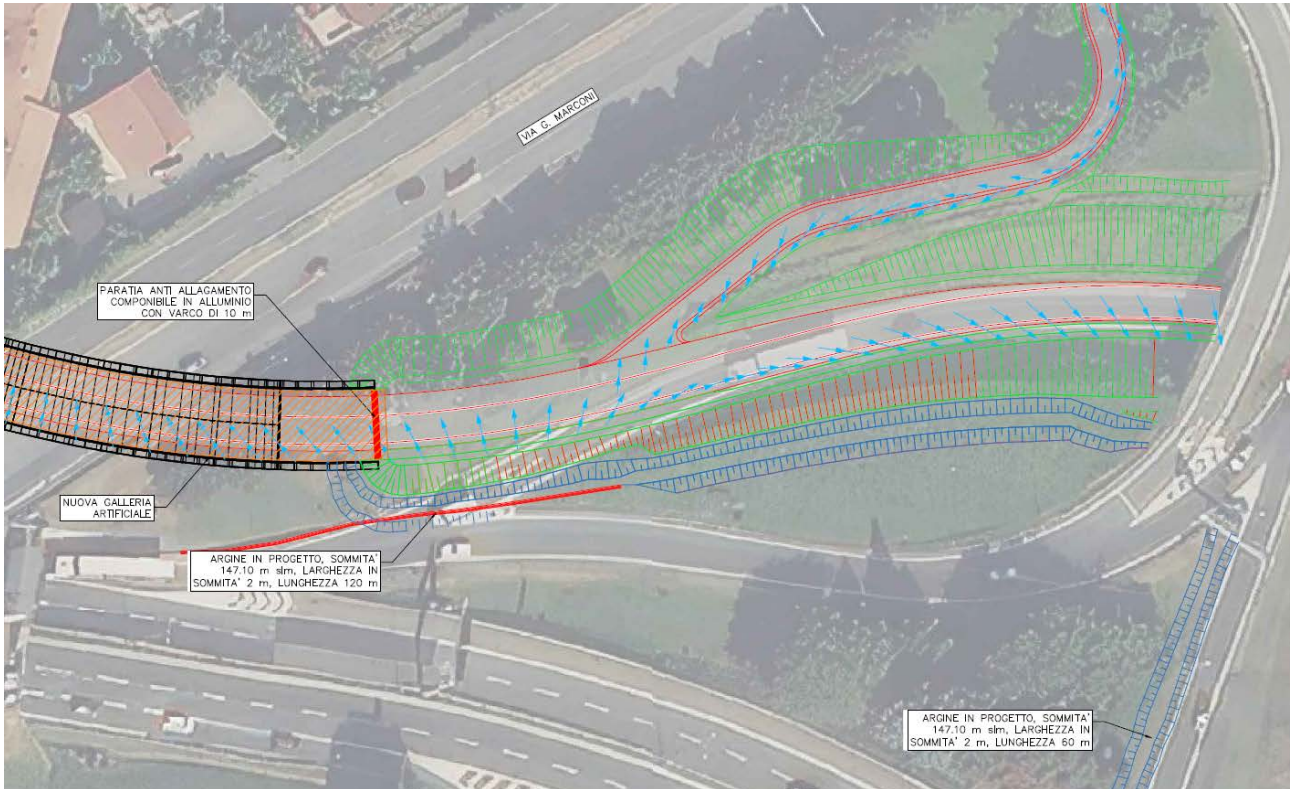 VIA G. MARCONI
PARATIA ANTI ALLAGAMENTO
COMPONIBILE IN ALLUMINIO
CON VARCO DI 10 m
NUOVA GALLERIA
ARTIFICIALE
ARGINE IN PROGETTO, SOMMITA'
147.10 m slm, LARGHEZZA IN
SOMMITA' 2 m, LUNGHEZZA 120 m
ARGINE IN PROGETTO, SOMMITA'
147.10 m slm, LARGHEZZA IN
SOMMITA' 2 m, LUNGHEZZA 60 m